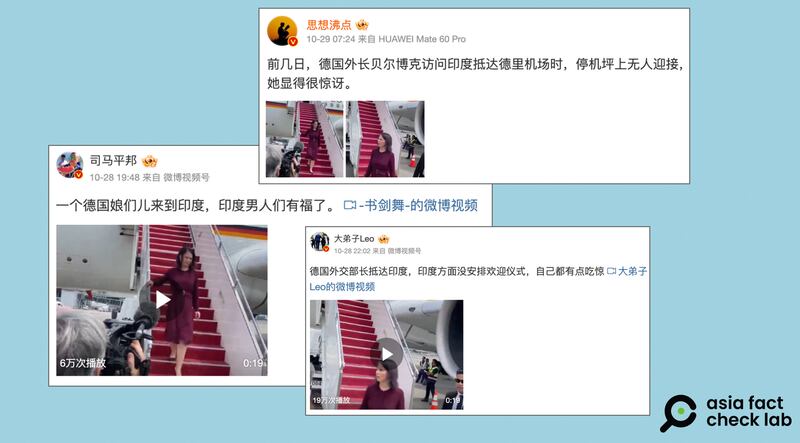 思想沸点
10-29 07:24 来自 HUAWEI Mate 60 Pro
前几日，德国外长贝尔博克访问印度抵达德里机场时，停机坪上无人迎接，
她显得很惊讶。
司马平邦
10-28 19:48 来自 微博视频号
一个德国娘们儿来到印度，印度男人们有福了。 -书剑舞-的微博视频
6万次播放
0:19
大弟子Leo
10-28 22:02 来自 微博视频号
德国外交部长抵达印度，印度方面没安排欢迎仪式，自己都有点吃惊 大弟子
Leo的微博视频
19万次播放
0:19
asia fact
check lab